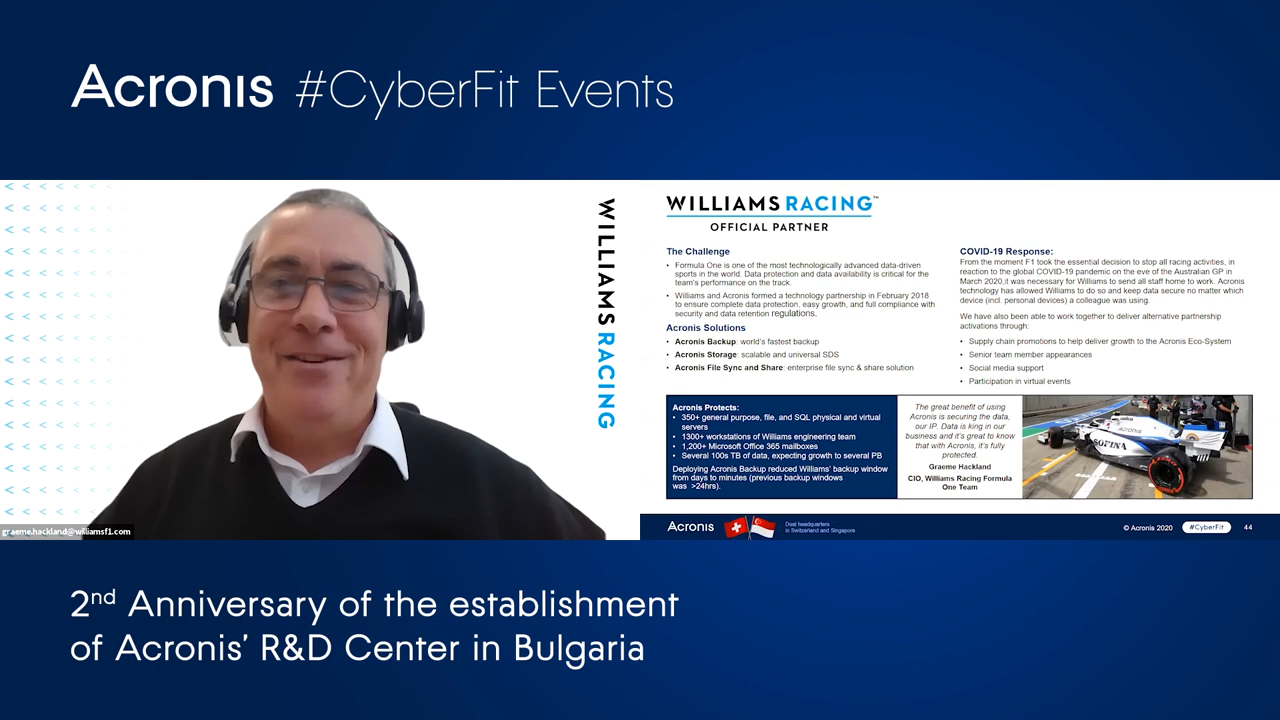 Acronis #CyberFit Events
WILLIAMS RACING
graeme.hackland@williamsf1.com
WILLIAMS RACING™
OFFICIAL PARTNER
The Challenge
• Formula One is one of the most technologically advanced data-driven
sports in the world. Data protection and data availability is critical for the
team's performance on the track.
• Williams and Acronis formed a technology partnership in February 2018
to ensure complete data protection, easy growth, and full compliance with
security and data retention regulations.
Acronis Solutions
• Acronis Backup: world's fastest backup
• Acronis Storage: scalable and universal SDS
• Acronis File Sync and Share: enterprise file sync & share solution
COVID-19 Response:
From the moment F1 took the essential decision to stop all racing activities, in
reaction to the global COVID-19 pandemic on the eve of the Australian GP in
March 2020,it was necessary for Williams to send all staff home to work. Acronis
technology has allowed Williams to do so and keep data secure no matter which
device (incl. personal devices) a colleague was using.
We have also been able to work together to deliver alternative partnership
activations through:
• Supply chain promotions to help deliver growth to the Acronis Eco-System
• Senior team member appearances
• Social media support
• Participation in virtual events
Acronis Protects:
• 350+ general purpose, file, and SQL physical and virtual
servers
• 1300+ workstations of Williams engineering team
• 1,200+ Microsoft Office 365 mailboxes
• Several 100s TB of data, expecting growth to several PB
Deploying Acronis Backup reduced Williams' backup window
from days to minutes (previous backup windows
was >24hrs).
The great benefit of using
Acronis is securing the data,
our IP. Data is king in our
business and it's great to know
that with Acronis, it's fully
protected.
Graeme Hackland
CIO, Williams Racing Formula
One Team
Acronis
SOFINA
Acronis
Dual headquarters
in Switzerland and Singapore
© Acronis 2020
#CyberFit
44
2nd Anniversary of the establishment
of Acronis' R&D Center in Bulgaria